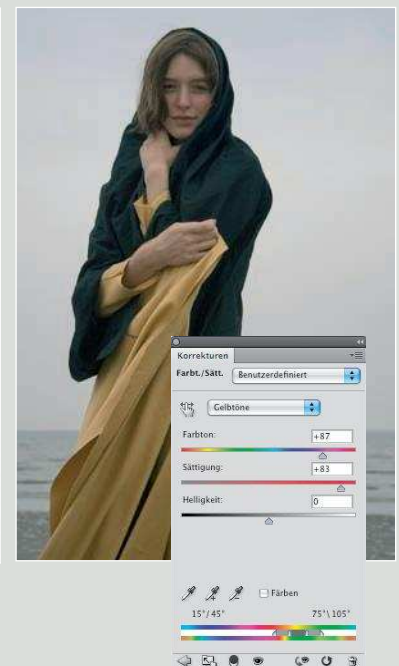 Korrekturen
Farbt./Sätt. Benutzerdefiniert
Gelbtöne
Farbton: +87
Sättigung: +83
Helligkeit: 0
Färben
15°/45° 75°\105°